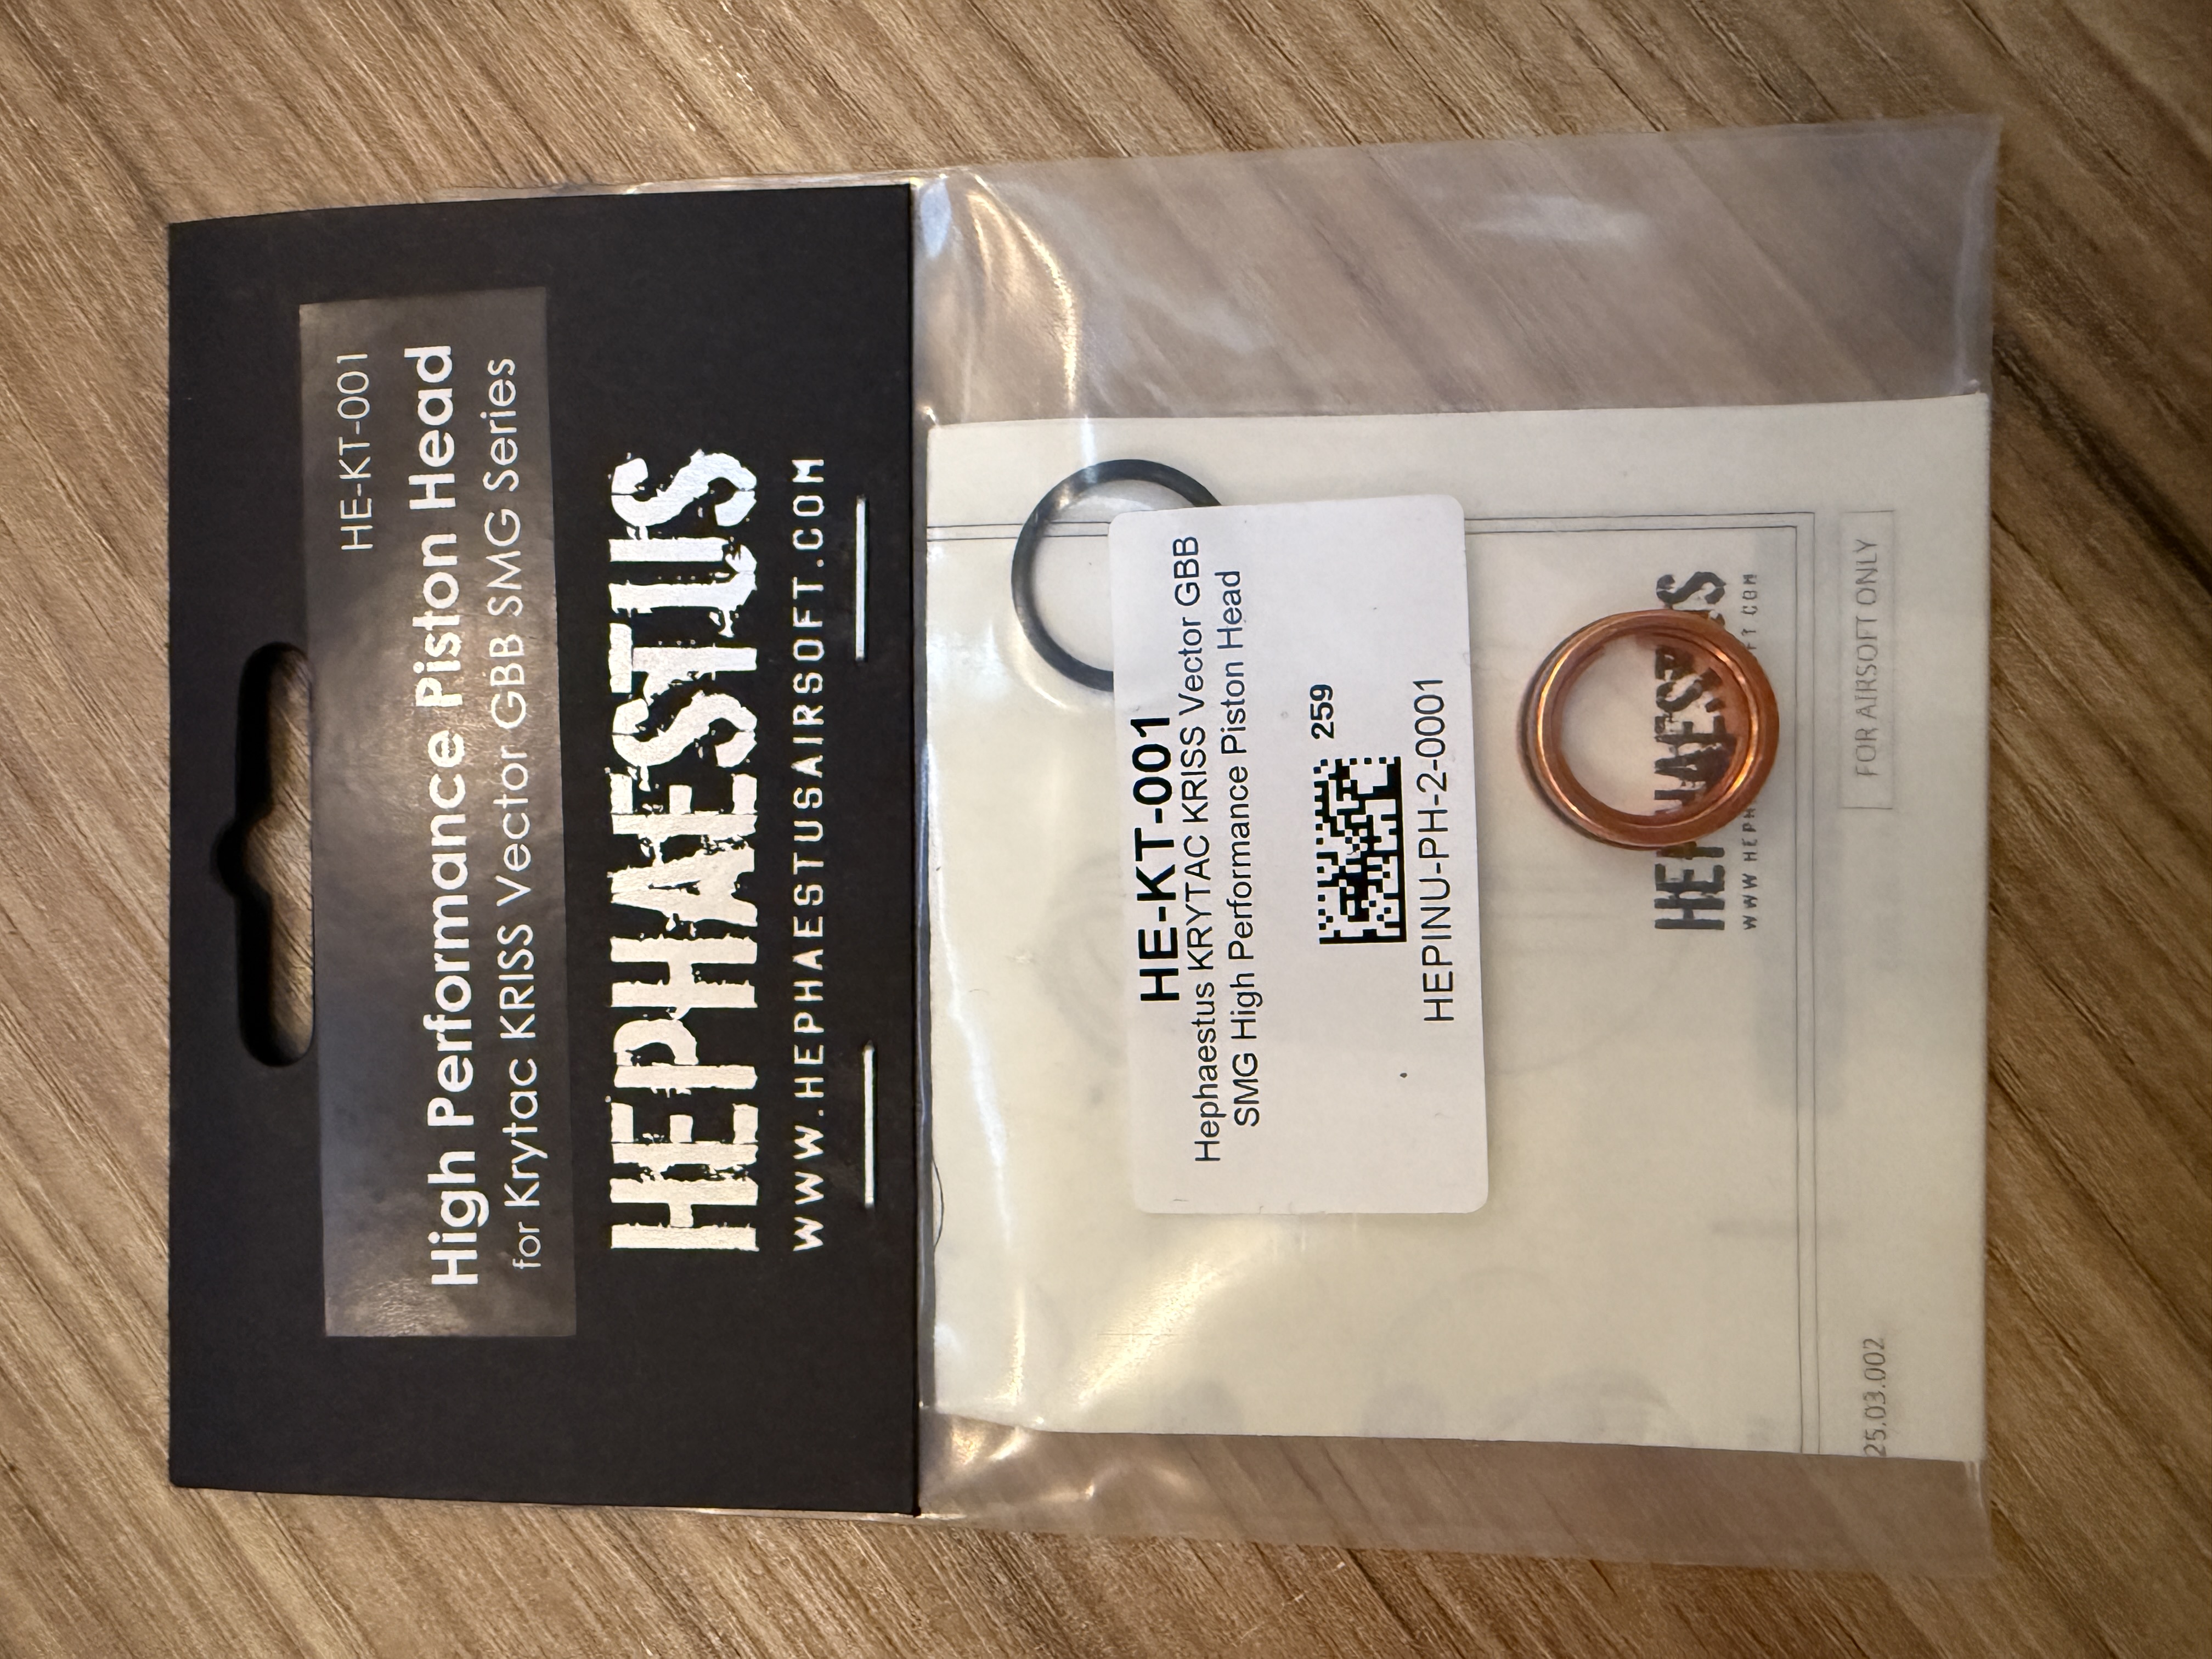 HE-KT-001
High Performance Piston Head
for Krytac KRISS Vector GBB SMG Series
HEPHAESTUS
WWW.HEPHAESTUSAIRSOFT.COM
HE-KT-001
Hephaestus KRYTAC KRISS Vector GBB
SMG High Performance Piston Head
259
HEPINU-PH-2-0001
HEPHAESTUS
25.03.002
FOR AIRSOFT ONLY